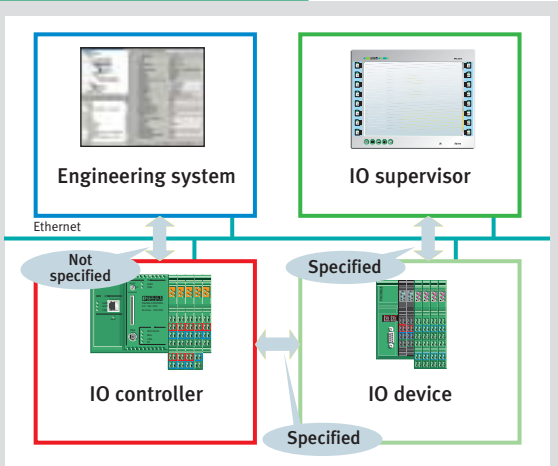 Engineering system
IO supervisor
Ethernet
Not
specified
Specified
IO controller
IO device
Specified